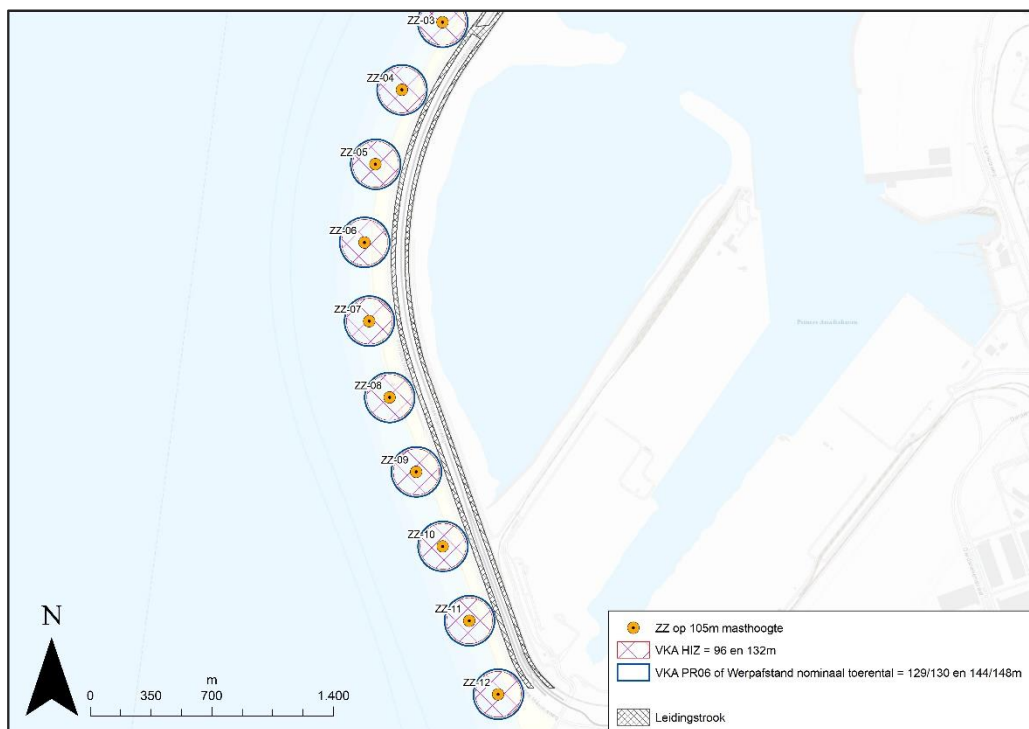 ZZ-03
ZZ-04
ZZ-05
ZZ-06
ZZ-07
ZZ-08
ZZ-09
ZZ-10
ZZ-11
ZZ-12
N
m
0 350 700 1.400
ZZ op 105m masthoogte
VKA HIZ = 96 en 132m
VKA PR06 of Werpafstand nominaal toerental = 129/130 en 144/148m
Leidingstrook